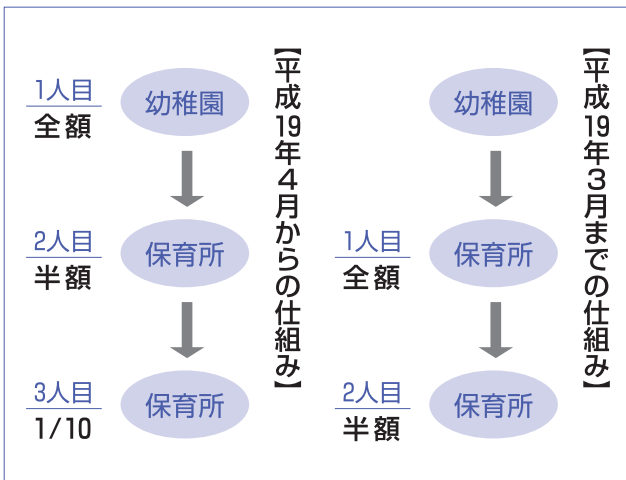 【平成19年3月までの仕組み】
幼稚園
1人目
全額
保育所
2人目
半額
保育所
【平成19年4月からの仕組み】
1人目
全額
幼稚園
2人目
半額
保育所
3人目
1/10
保育所